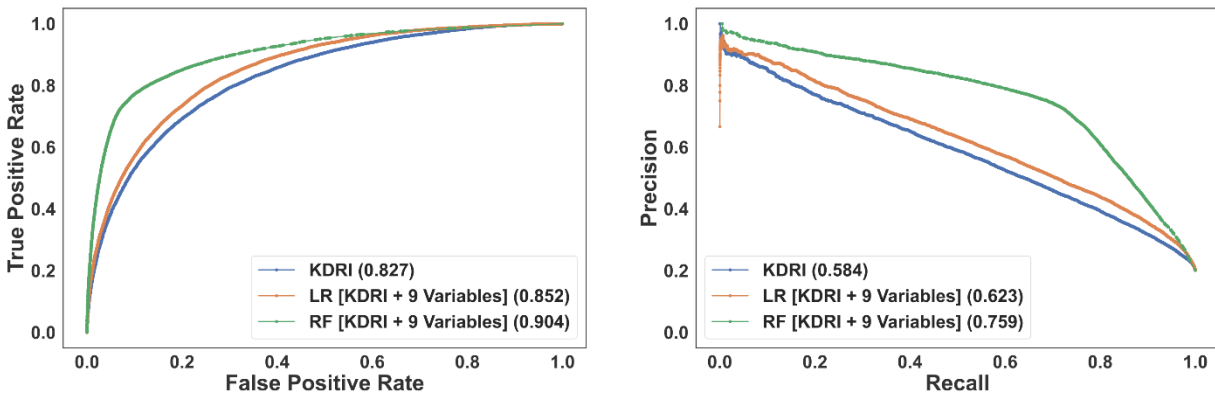 1.0
0.8
0.6
0.4
0.2
0.0
True Positive Rate
KDRI (0.827)
LR [KDRI + 9 Variables] (0.852)
RF [KDRI + 9 Variables] (0.904)
0.0 0.2 0.4 0.6 0.8 1.0
False Positive Rate
1.0
0.8
0.6
0.4
0.2
0.0
Precision
KDRI (0.584)
LR [KDRI + 9 Variables] (0.623)
RF [KDRI + 9 Variables] (0.759)
0.0 0.2 0.4 0.6 0.8 1.0
Recall